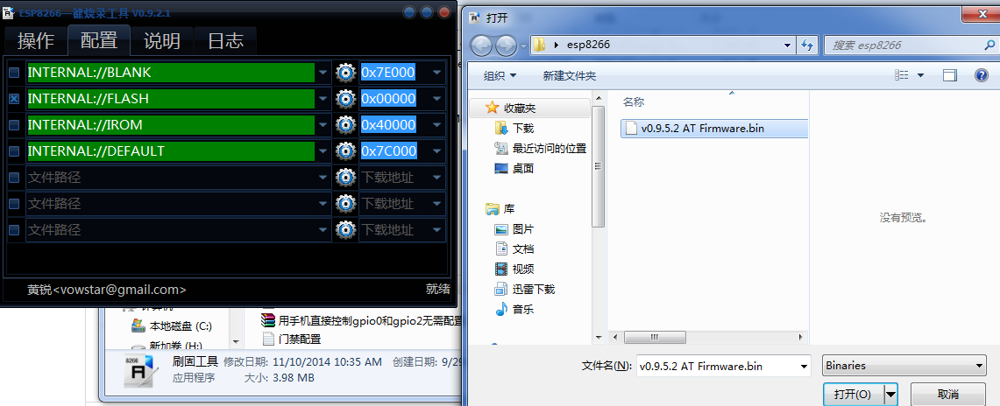 ESP8266一键烧录工具 V0.9.2.1
操作 配置 说明 日志
INTERNAL://BLANK 0x7E000
INTERNAL://FLASH 0x00000
INTERNAL://IROM 0x40000
INTERNAL://DEFAULT 0x7C000
文件路径 下载地址
文件路径 下载地址
文件路径 下载地址
黄锐<vowstar@gmail.com> 就绪
本地磁盘 (C:)
新加卷 (H:)
用手机直接控制gpio0和gpio2无需配置
门禁配置
8266
刷固工具 修改日期: 11/10/2014 10:35 AM 创建日期: 9/29
应用程序 大小: 3.98 MB
打开
esp8266
搜索 esp8266
组织 新建文件夹
收藏夹
下载
最近访问的位置
桌面
库
图片
文档
视频
迅雷下载
音乐
名称
v0.9.5.2 AT Firmware.bin
没有预览。
文件名(N): v0.9.5.2 AT Firmware.bin Binaries
打开(O) 取消